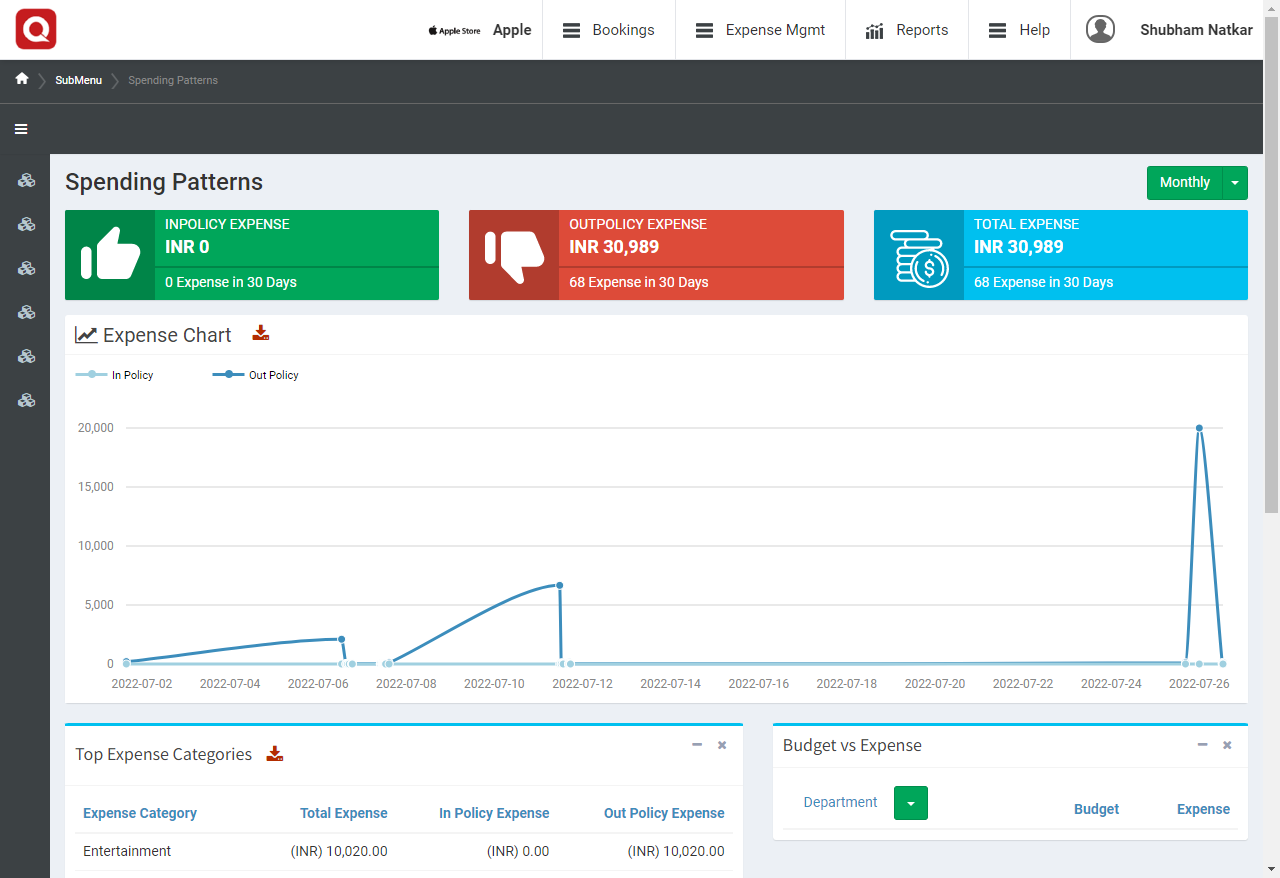 Q
Apple Store Apple Bookings Expense Mgmt Reports Help Shubham Natkar
SubMenu Spending Patterns
Spending Patterns
Monthly
INPOLICY EXPENSE
INR 0
0 Expense in 30 Days
OUTPOLICY EXPENSE
INR 30,989
68 Expense in 30 Days
TOTAL EXPENSE
INR 30,989
68 Expense in 30 Days
Expense Chart
In Policy Out Policy
20,000
15,000
10,000
5,000
0
2022-07-02 2022-07-04 2022-07-06 2022-07-08 2022-07-10 2022-07-12 2022-07-14 2022-07-16 2022-07-18 2022-07-20 2022-07-22 2022-07-24 2022-07-26
Top Expense Categories
Expense Category Total Expense In Policy Expense Out Policy Expense
Entertainment (INR) 10,020.00 (INR) 0.00 (INR) 10,020.00
Budget vs Expense
Department Budget Expense